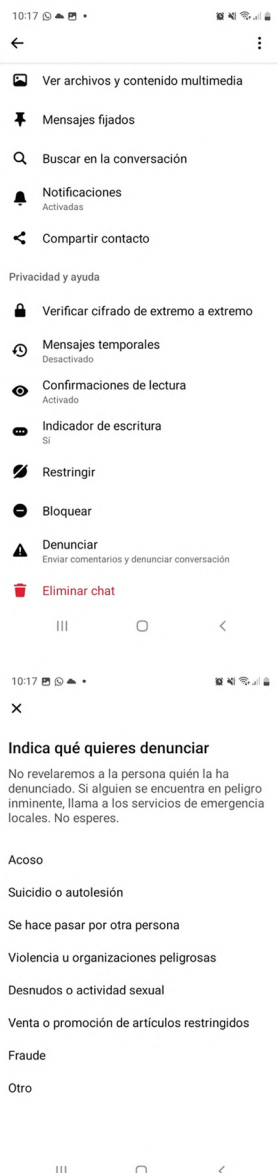 10:17
Ver archivos y contenido multimedia
Mensajes fijados
Buscar en la conversación
Notificaciones
Activadas
Compartir contacto
Privacidad y ayuda
Verificar cifrado de extremo a extremo
Mensajes temporales
Desactivado
Confirmaciones de lectura
Activado
Indicador de escritura
Sí
Restringir
Bloquear
Denunciar
Enviar comentarios y denunciar conversación
Eliminar chat
10:17
Indica qué quieres denunciar
No revelaremos a la persona quién la ha
denunciado. Si alguien se encuentra en peligro
inminente, llama a los servicios de emergencia
locales. No esperes.
Acoso
Suicidio o autolesión
Se hace pasar por otra persona
Violencia u organizaciones peligrosas
Desnudos o actividad sexual
Venta o promoción de artículos restringidos
Fraude
Otro